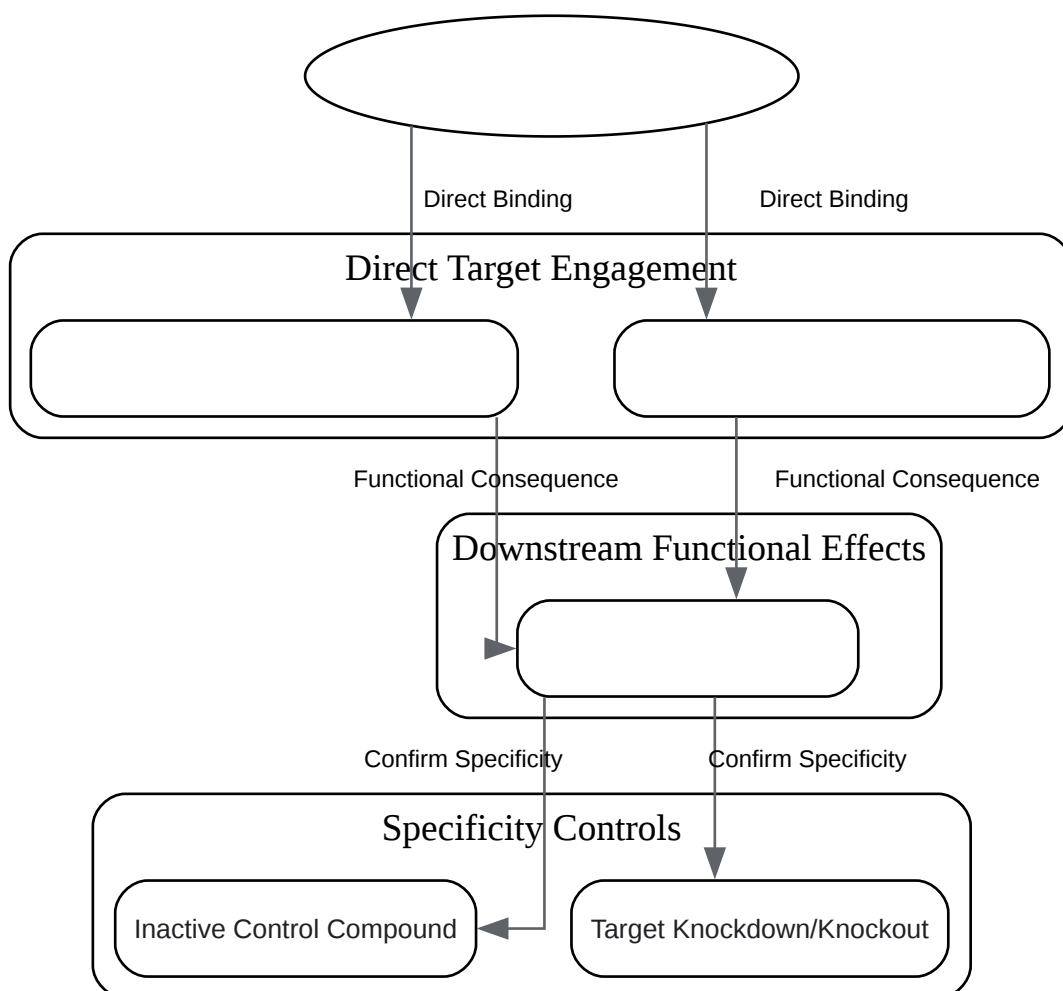 Direct Binding
Direct Binding
Direct Target Engagement
Functional Consequence
Functional Consequence
Downstream Functional Effects
Confirm Specificity
Confirm Specificity
Specificity Controls
Inactive Control Compound
Target Knockdown/Knockout